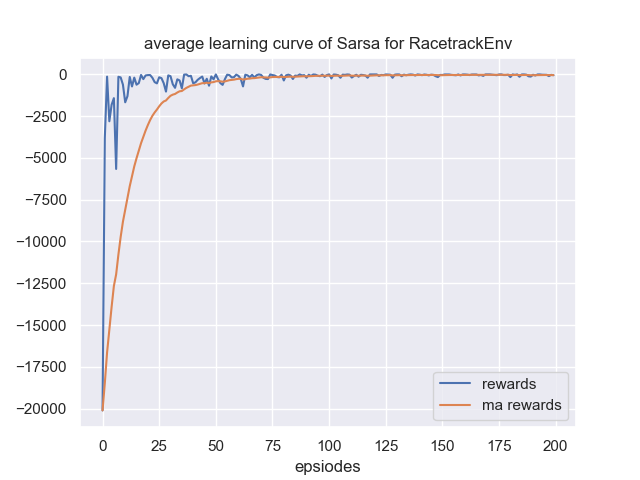 average learning curve of Sarsa for RacetrackEnv
0
−2500
−5000
−7500
−10000
−12500
−15000
−17500
−20000
rewards
ma rewards
0 25 50 75 100 125 150 175 200
epsiodes